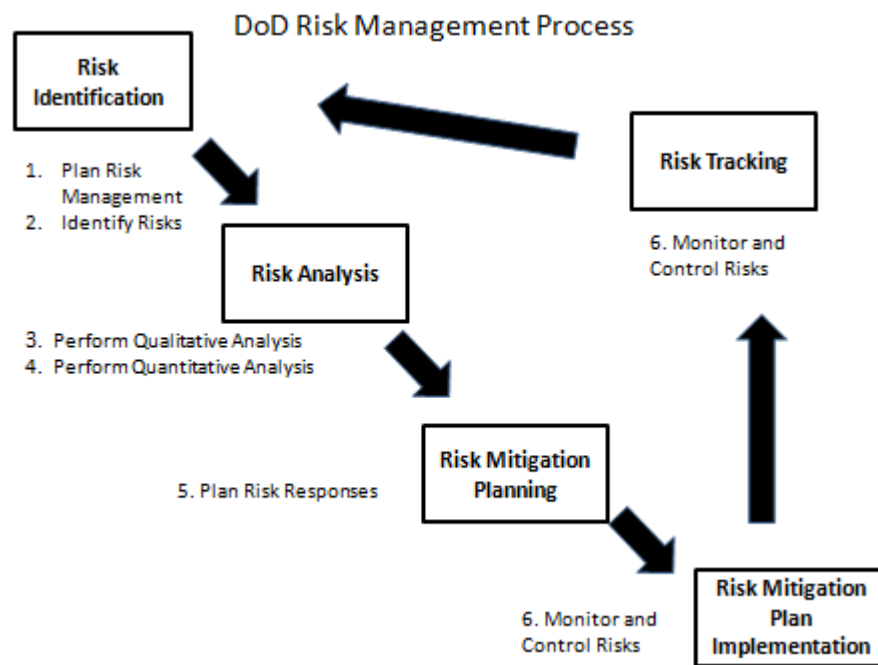 DoD Risk Management Process
Risk
Identification
1. Plan Risk
Management
2. Identify Risks
Risk Tracking
6. Monitor and
Control Risks
Risk Analysis
3. Perform Qualitative Analysis
4. Perform Quantitative Analysis
Risk Mitigation
Planning
5. Plan Risk Responses
Risk Mitigation
Plan
Implementation
6. Monitor and
Control Risks